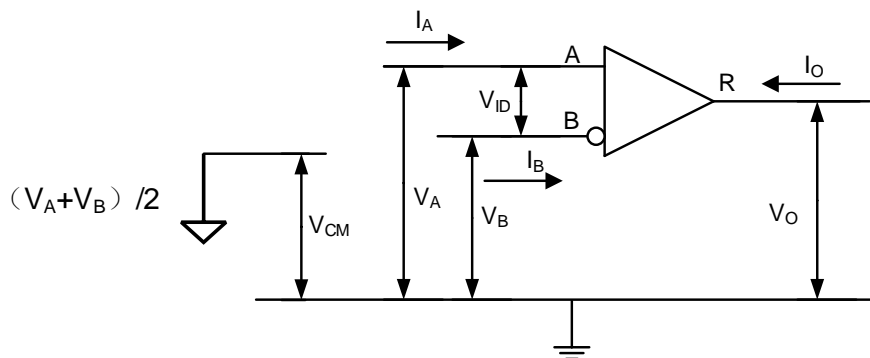 I_A
A
I_O
R
V_ID
B
I_B
（V_A+V_B）/2
V_A
V_B
V_CM
V_O